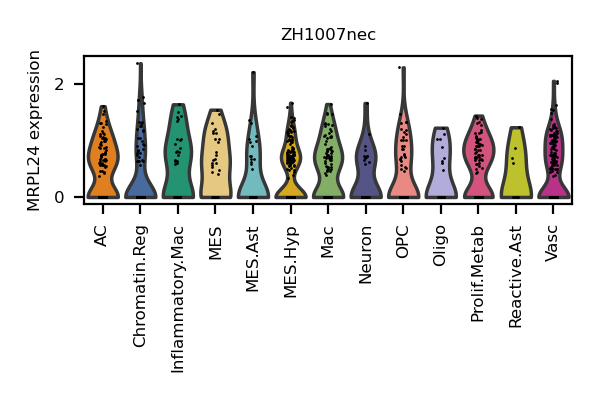 ZH1007nec
MRPL24 expression
2
0
AC
Chromatin.Reg
Inflammatory.Mac
MES
MES.Ast
MES.Hyp
Mac
Neuron
OPC
Oligo
Prolif.Metab
Reactive.Ast
Vasc